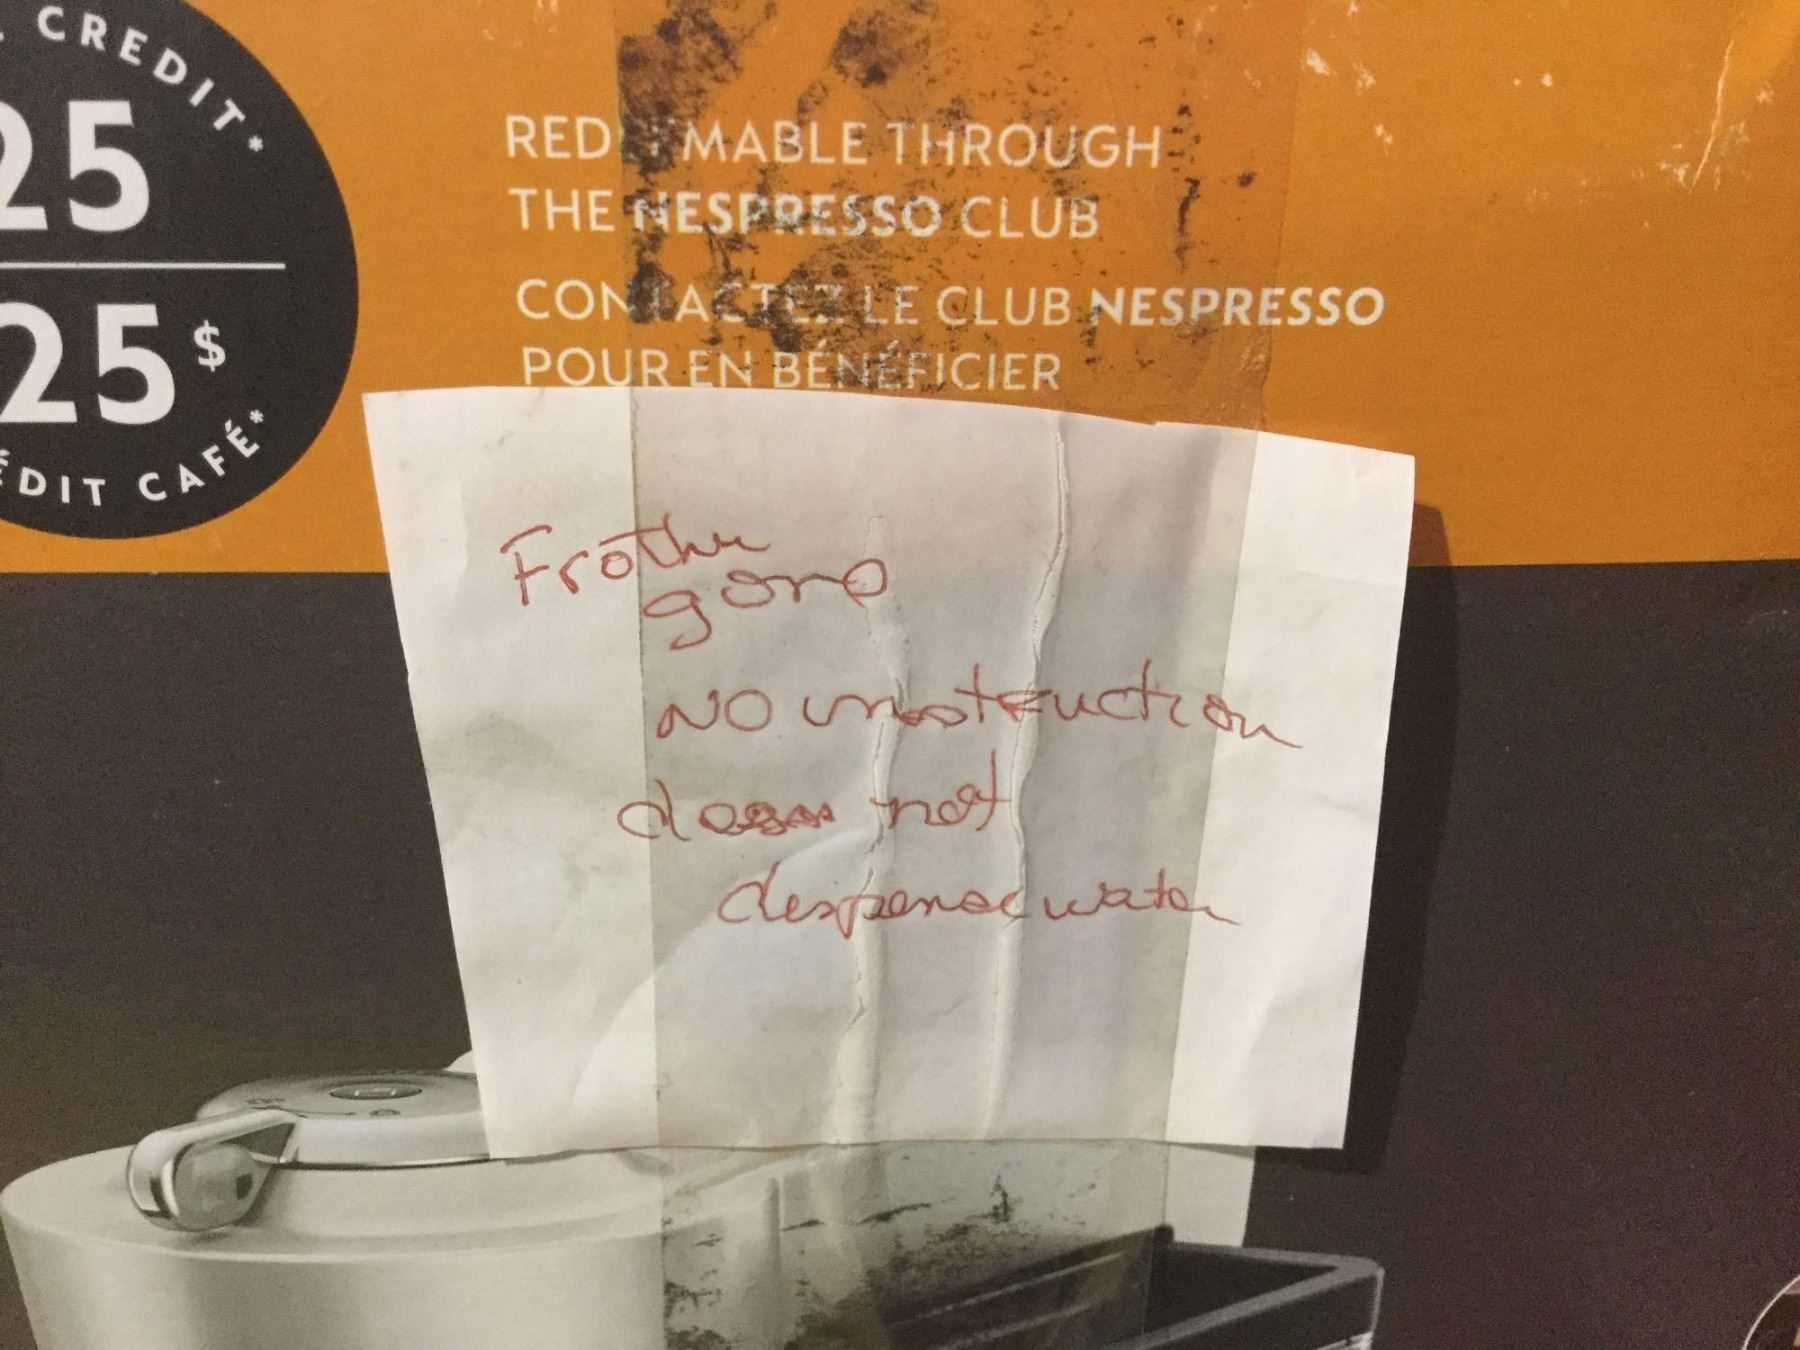 CREDIT*
25
25$
ÉDIT CAFÉ*
REDEEMABLE THROUGH
THE NESPRESSO CLUB
CONTACTEZ LE CLUB NESPRESSO
POUR EN BÉNÉFICIER
Frother
gone
NO instruction
does not
dispense water